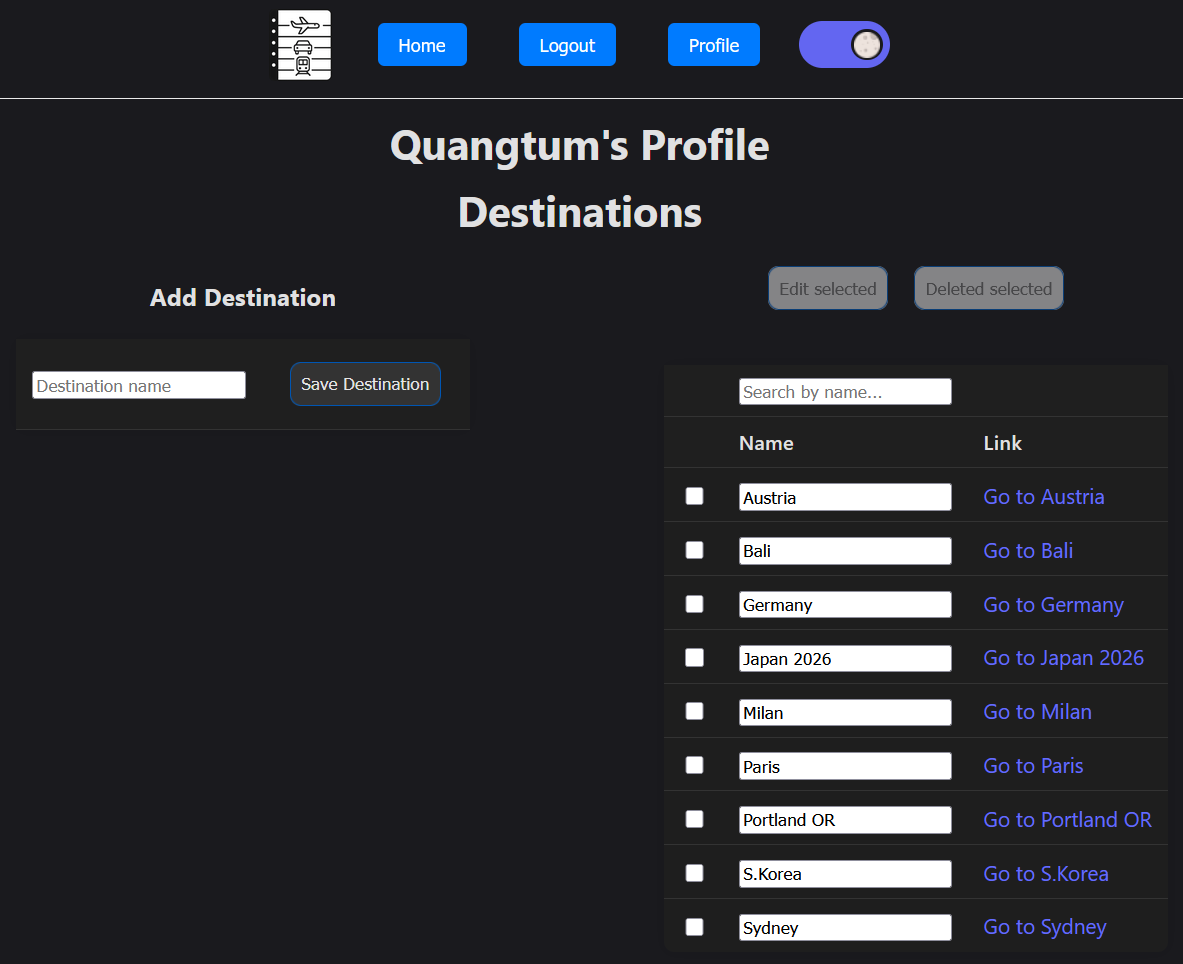 Home Logout Profile
Quangtum's Profile
Destinations
Add Destination
Destination name Save Destination
Edit selected Deleted selected
Search by name...
Name Link
Austria Go to Austria
Bali Go to Bali
Germany Go to Germany
Japan 2026 Go to Japan 2026
Milan Go to Milan
Paris Go to Paris
Portland OR Go to Portland OR
S.Korea Go to S.Korea
Sydney Go to Sydney